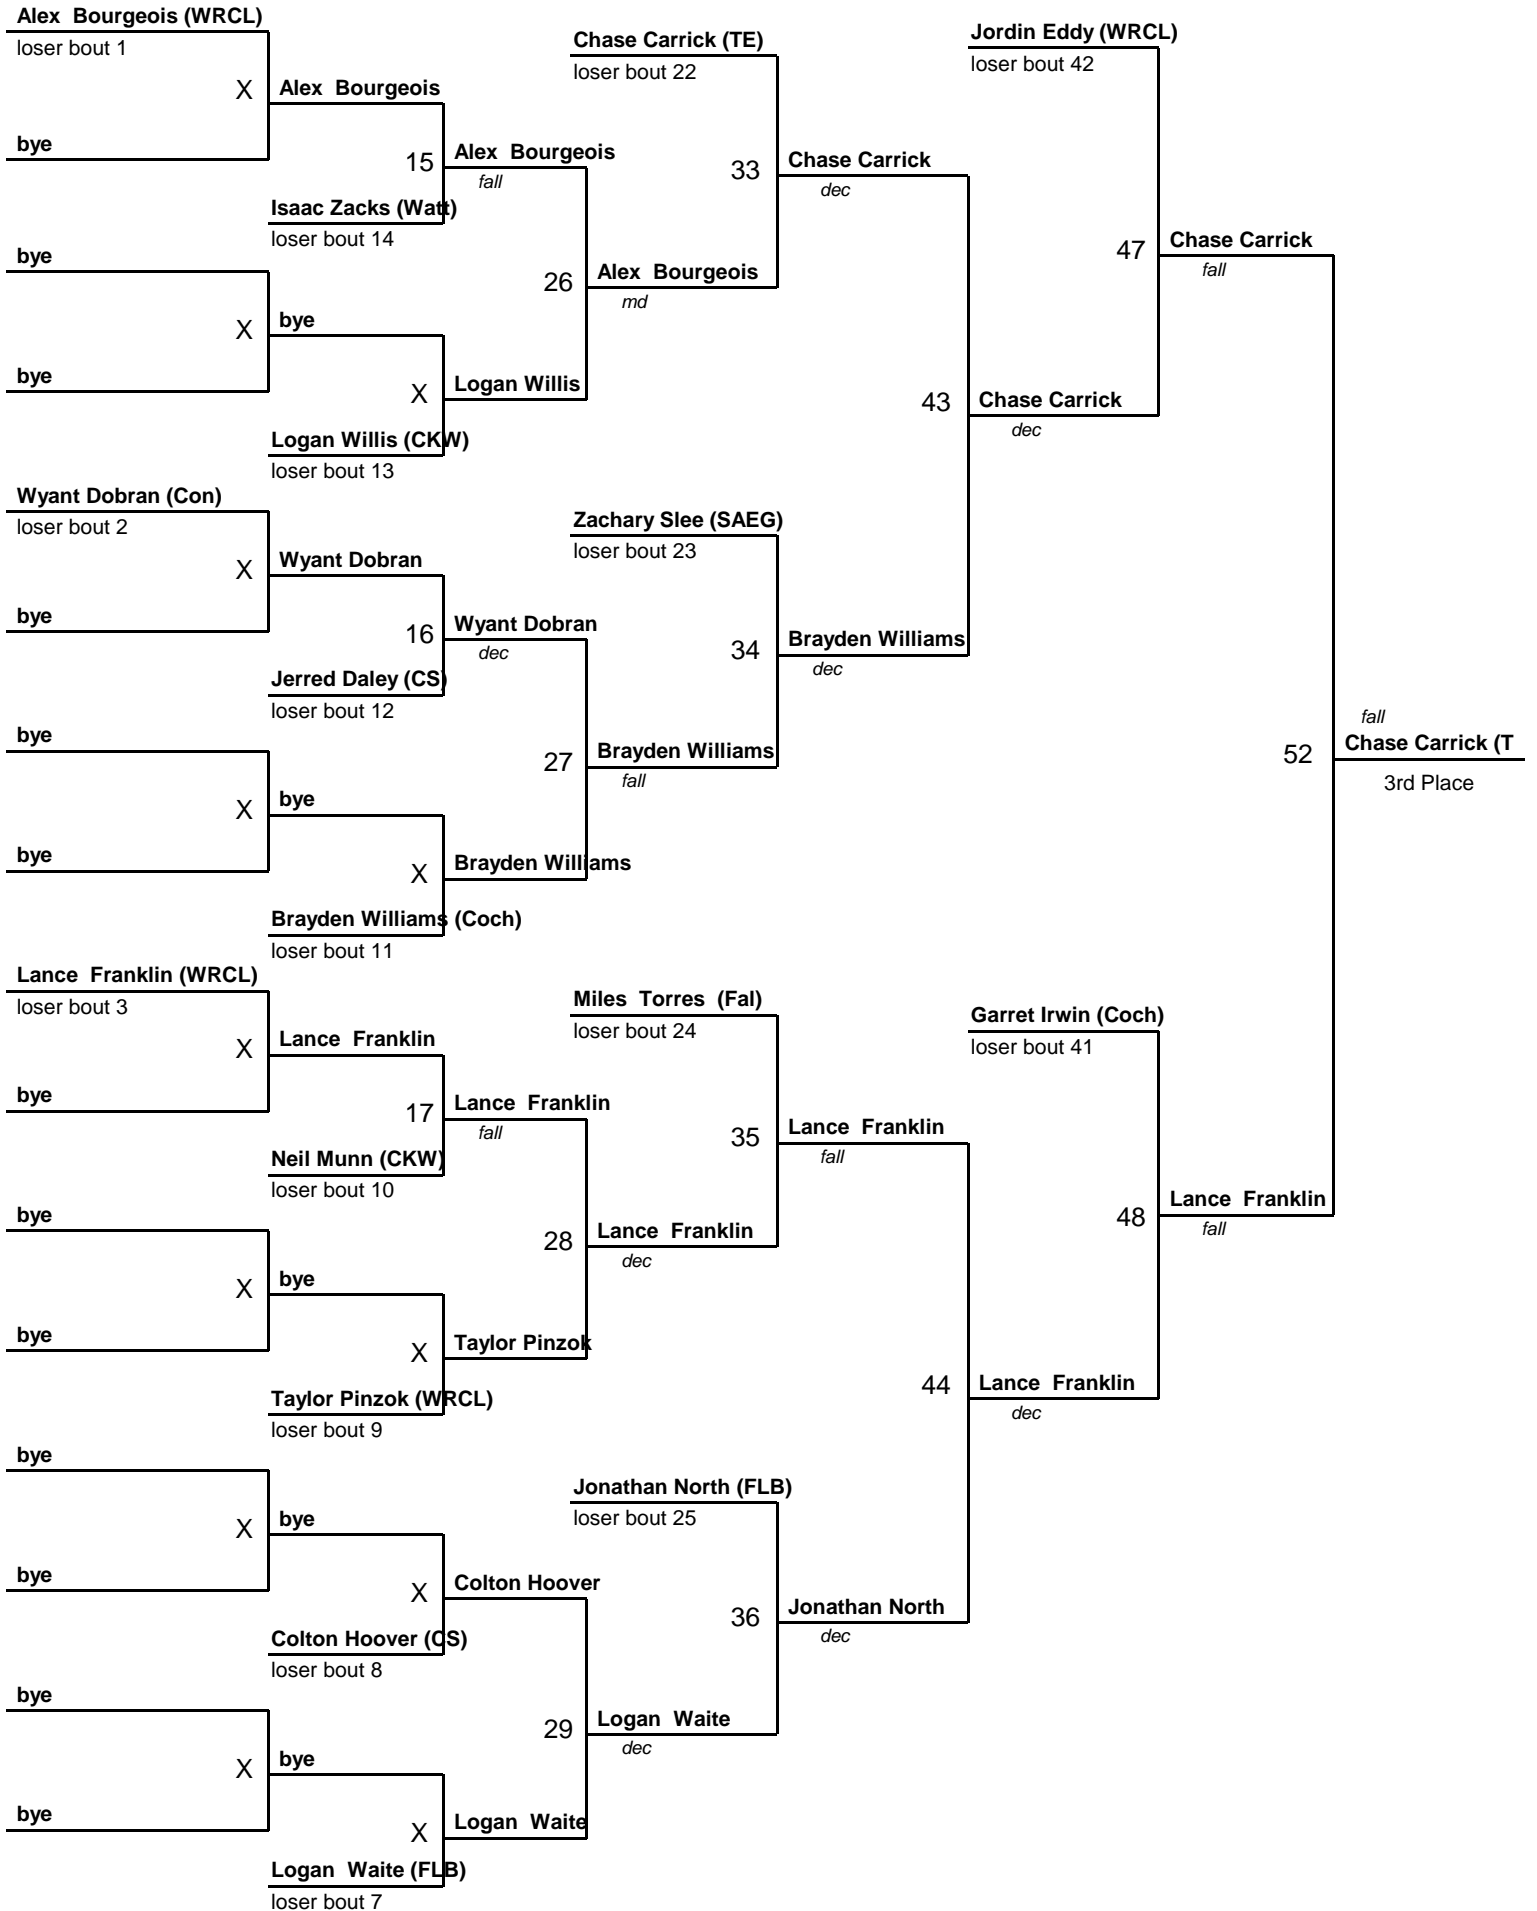 Alex  Bourgeois (WRCL)
loser bout 1
X
Alex  Bourgeois
bye
15
Alex  Bourgeois
fall
Isaac Zacks (Watt)
loser bout 14
bye
X
bye
bye
X
Logan Willis
Logan Willis (CKW)
loser bout 13
26
Alex  Bourgeois
md
Chase Carrick (TE)
loser bout 22
33
Chase Carrick
dec
Wyant Dobran (Con)
loser bout 2
X
Wyant Dobran
bye
16
Wyant Dobran
dec
Jerred Daley (CS)
loser bout 12
bye
X
bye
bye
X
Brayden Williams
Brayden Williams (Coch)
loser bout 11
27
Brayden Williams
fall
Zachary Slee (SAEG)
loser bout 23
34
Brayden Williams
dec
43
Chase Carrick
dec
Jordin Eddy (WRCL)
loser bout 42
47
Chase Carrick
fall
Lance  Franklin (WRCL)
loser bout 3
X
Lance  Franklin
bye
17
Lance  Franklin
fall
Neil Munn (CKW)
loser bout 10
bye
X
bye
bye
X
Taylor Pinzok
Taylor Pinzok (WRCL)
loser bout 9
28
Lance  Franklin
dec
Miles  Torres  (Fal)
loser bout 24
35
Lance  Franklin
fall
bye
X
bye
bye
X
Colton Hoover
Colton Hoover (CS)
loser bout 8
bye
X
bye
bye
X
Logan  Waite
Logan  Waite (FLB)
loser bout 7
29
Logan  Waite
dec
Jonathan North (FLB)
loser bout 25
36
Jonathan North
dec
44
Lance  Franklin
dec
Garret Irwin (Coch)
loser bout 41
48
Lance  Franklin
fall
52
fall
Chase Carrick (T
3rd Place